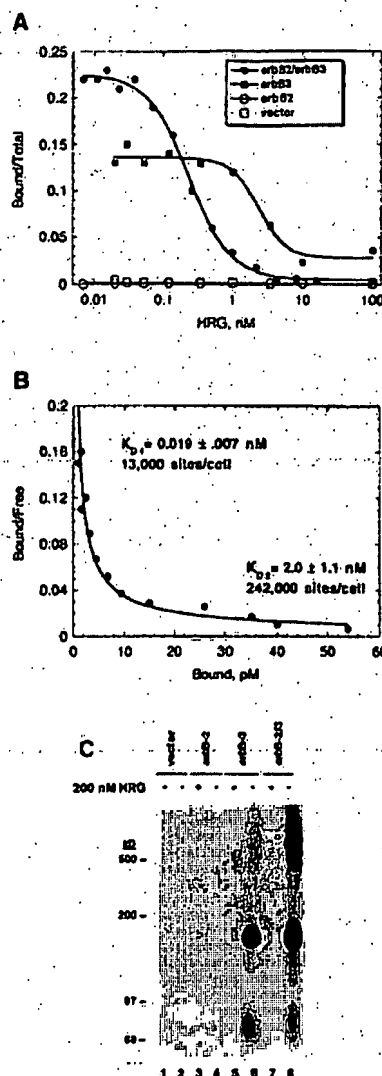 A
0.25
0.2
0.15
0.1
0.05
0
Bound/Total
erbB2/erbB3
erbB3
erbB2
vector
0.01 0.1 1 10 100
HRG, nM
B
0.2
0.16
0.12
0.08
0.04
0
Bound/Free
KD1 = 0.019 ± .007 nM
13,000 sites/cell
KD2 = 2.0 ± 1.1 nM
242,000 sites/cell
0 10 20 30 40 50 60
Bound, pM
C
vector erbB-2 erbB-3 erbB-2/3
200 nM HRG
kD
500
200
97
68
1 2 3 4 5 6 7 8